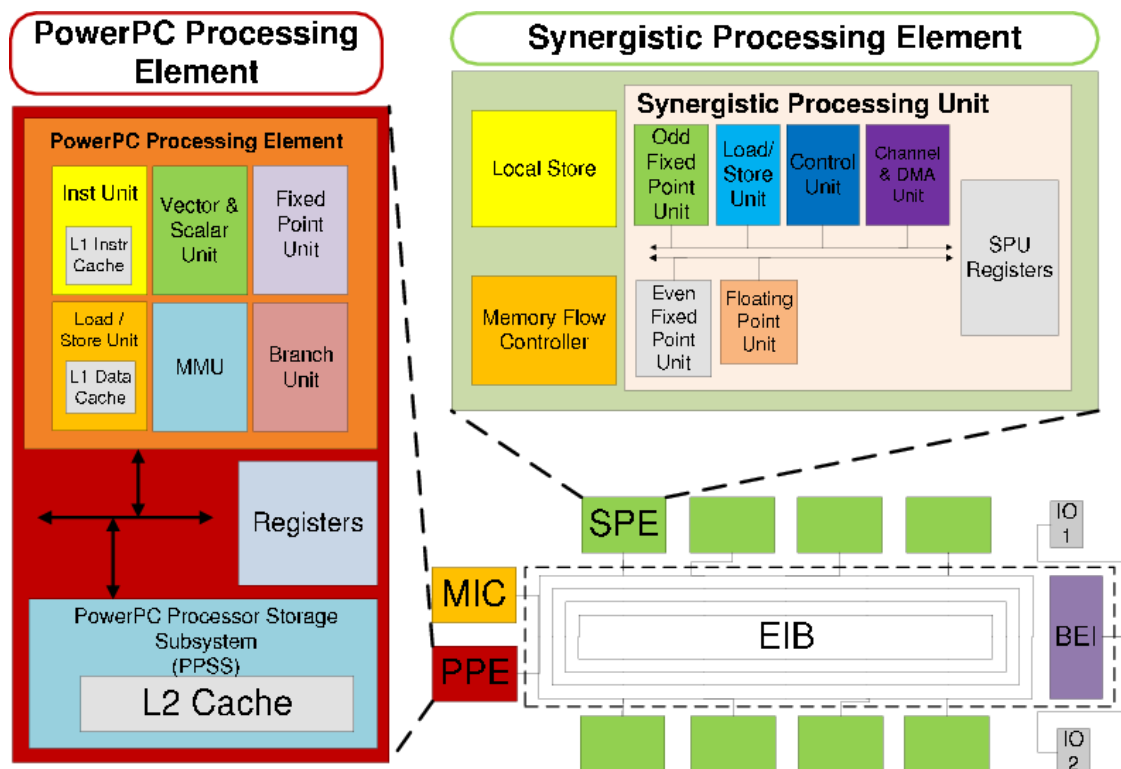 PowerPC Processing
Element
Synergistic Processing Element
PowerPC Processing Element
Inst Unit
L1 Instr
Cache
Vector &
Scalar
Unit
Fixed
Point
Unit
Load /
Store Unit
L1 Data
Cache
MMU
Branch
Unit
Registers
PowerPC Processor Storage
Subsystem
(PPSS)
L2 Cache
Local Store
Memory Flow
Controller
Synergistic Processing Unit
Odd
Fixed
Point
Unit
Load/
Store
Unit
Control
Unit
Channel
& DMA
Unit
SPU
Registers
Even
Fixed
Point
Unit
Floating
Point
Unit
SPE
IO
1
MIC
EIB
BEI
PPE
IO
2